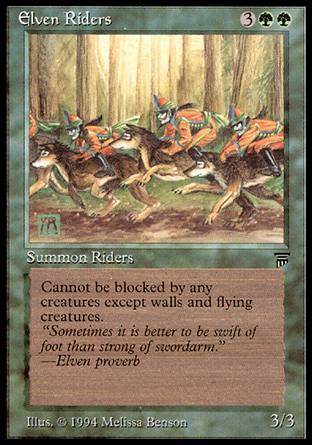 Elven Riders 3
Summon Riders
Cannot be blocked by any
creatures except walls and flying
creatures.
"Sometimes it is better to be swift of
foot than strong of swordarm."
—Elven proverb
Illus. © 1994 Melissa Benson 3/3